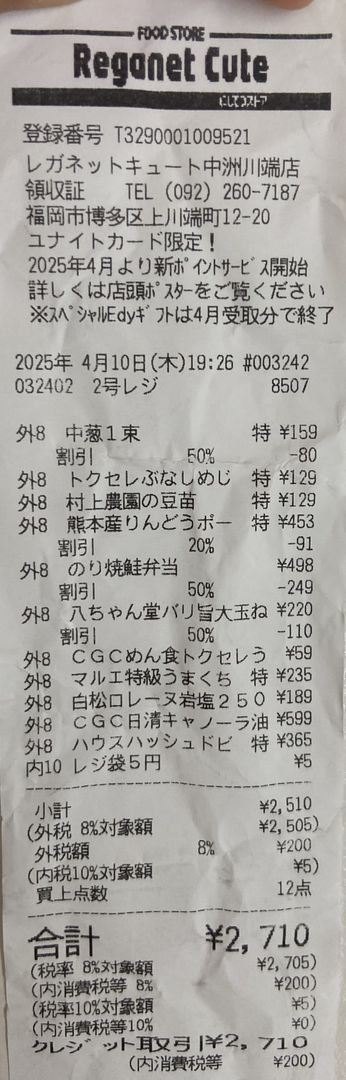 FOOD STORE
Reganet Cute
にしてつストア
登録番号 T3290001009521
レガネットキュート中洲川端店
領収証 TEL (092) 260-7187
福岡市博多区上川端町12-20
ユナイトカード限定!
2025年4月より新ポイントサービス開始
詳しくは店頭ポスターをご覧ください
※スペシャルEdyギフトは4月受取分で終了
2025年 4月10日(木)19:26 #003242
032402 2号レジ 8507
外8 中葱1束 特 ¥159
割引 50% -80
外8 トクセレぶなしめじ 特 ¥129
外8 村上農園の豆苗 特 ¥129
外8 熊本産りんどうポー 特 ¥453
割引 20% -91
外8 のり焼鮭弁当 ¥498
割引 50% -249
外8 八ちゃん堂バリ旨大玉ね ¥220
割引 50% -110
外8 CGCめん食トクセレう ¥59
外8 マルエ特級うまくち 特 ¥235
外8 白松ロレーヌ岩塩250 ¥189
外8 CGC日清キャノーラ油 ¥599
外8 ハウスハッシュドビ 特 ¥365
内10 レジ袋5円 ¥5
小計 ¥2,510
(外税 8%対象額 ¥2,505)
外税額 8% ¥200
(内税10%対象額 ¥5)
買上点数 12点
合計 ¥2,710
(税率 8%対象額 ¥2,705)
(内消費税等 8% ¥200)
(税率10%対象額 ¥5)
(内消費税等10% ¥0)
クレジット取引 ¥2,710
(内消費税等 ¥200)